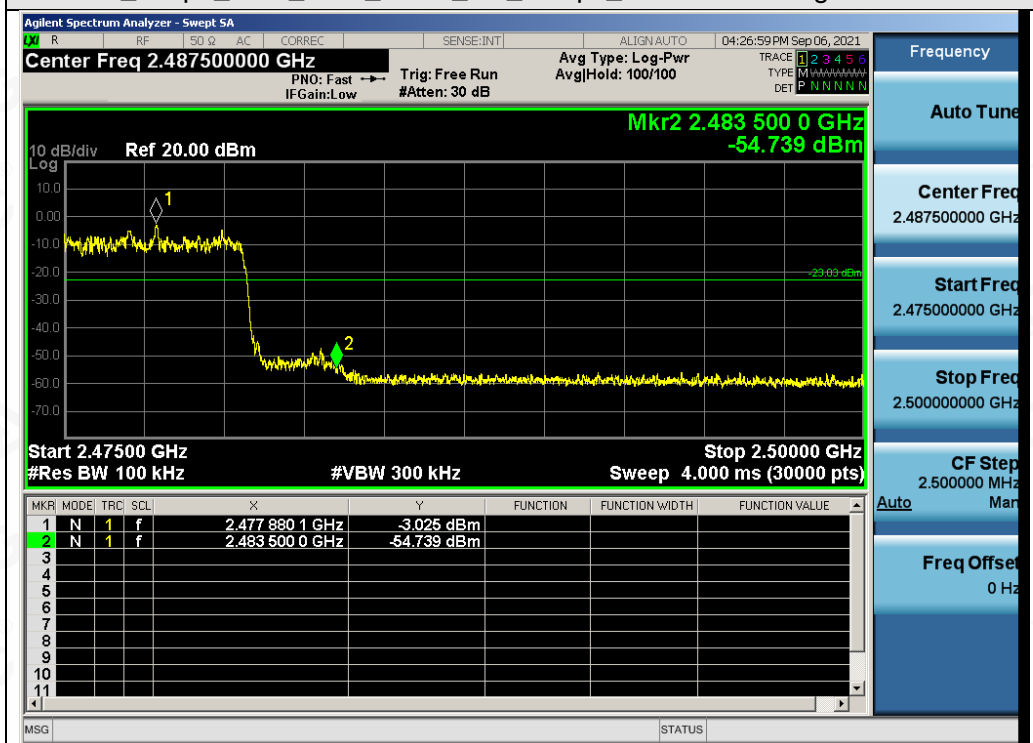 Agilent Spectrum Analyzer - Swept SA
LXI R RF 50 Ω AC CORREC SENSE:INT ALIGN AUTO 04:26:59 PM Sep 06, 2021
Center Freq 2.487500000 GHz
PNO: Fast
IFGain:Low
Trig: Free Run
#Atten: 30 dB
Avg Type: Log-Pwr
Avg|Hold: 100/100
TRACE 1 2 3 4 5 6
TYPE M
DET P N N N N N
Mkr2 2.483 500 0 GHz
-54.739 dBm
10 dB/div Ref 20.00 dBm
Log
10.0
0.00
-10.0
-20.0
-30.0
-40.0
-50.0
-60.0
-70.0
1
-23.03 dBm
2
Start 2.47500 GHz Stop 2.50000 GHz
#Res BW 100 kHz #VBW 300 kHz Sweep 4.000 ms (30000 pts)
MKR MODE TRC SCL X Y FUNCTION FUNCTION WIDTH FUNCTION VALUE
1 N 1 f 2.477 880 1 GHz -3.025 dBm
2 N 1 f 2.483 500 0 GHz -54.739 dBm
3
4
5
6
7
8
9
10
11
MSG STATUS
Frequency
Auto Tune
Center Freq
2.487500000 GHz
Start Freq
2.475000000 GHz
Stop Freq
2.500000000 GHz
CF Step
2.500000 MHz
Auto Man
Freq Offset
0 Hz